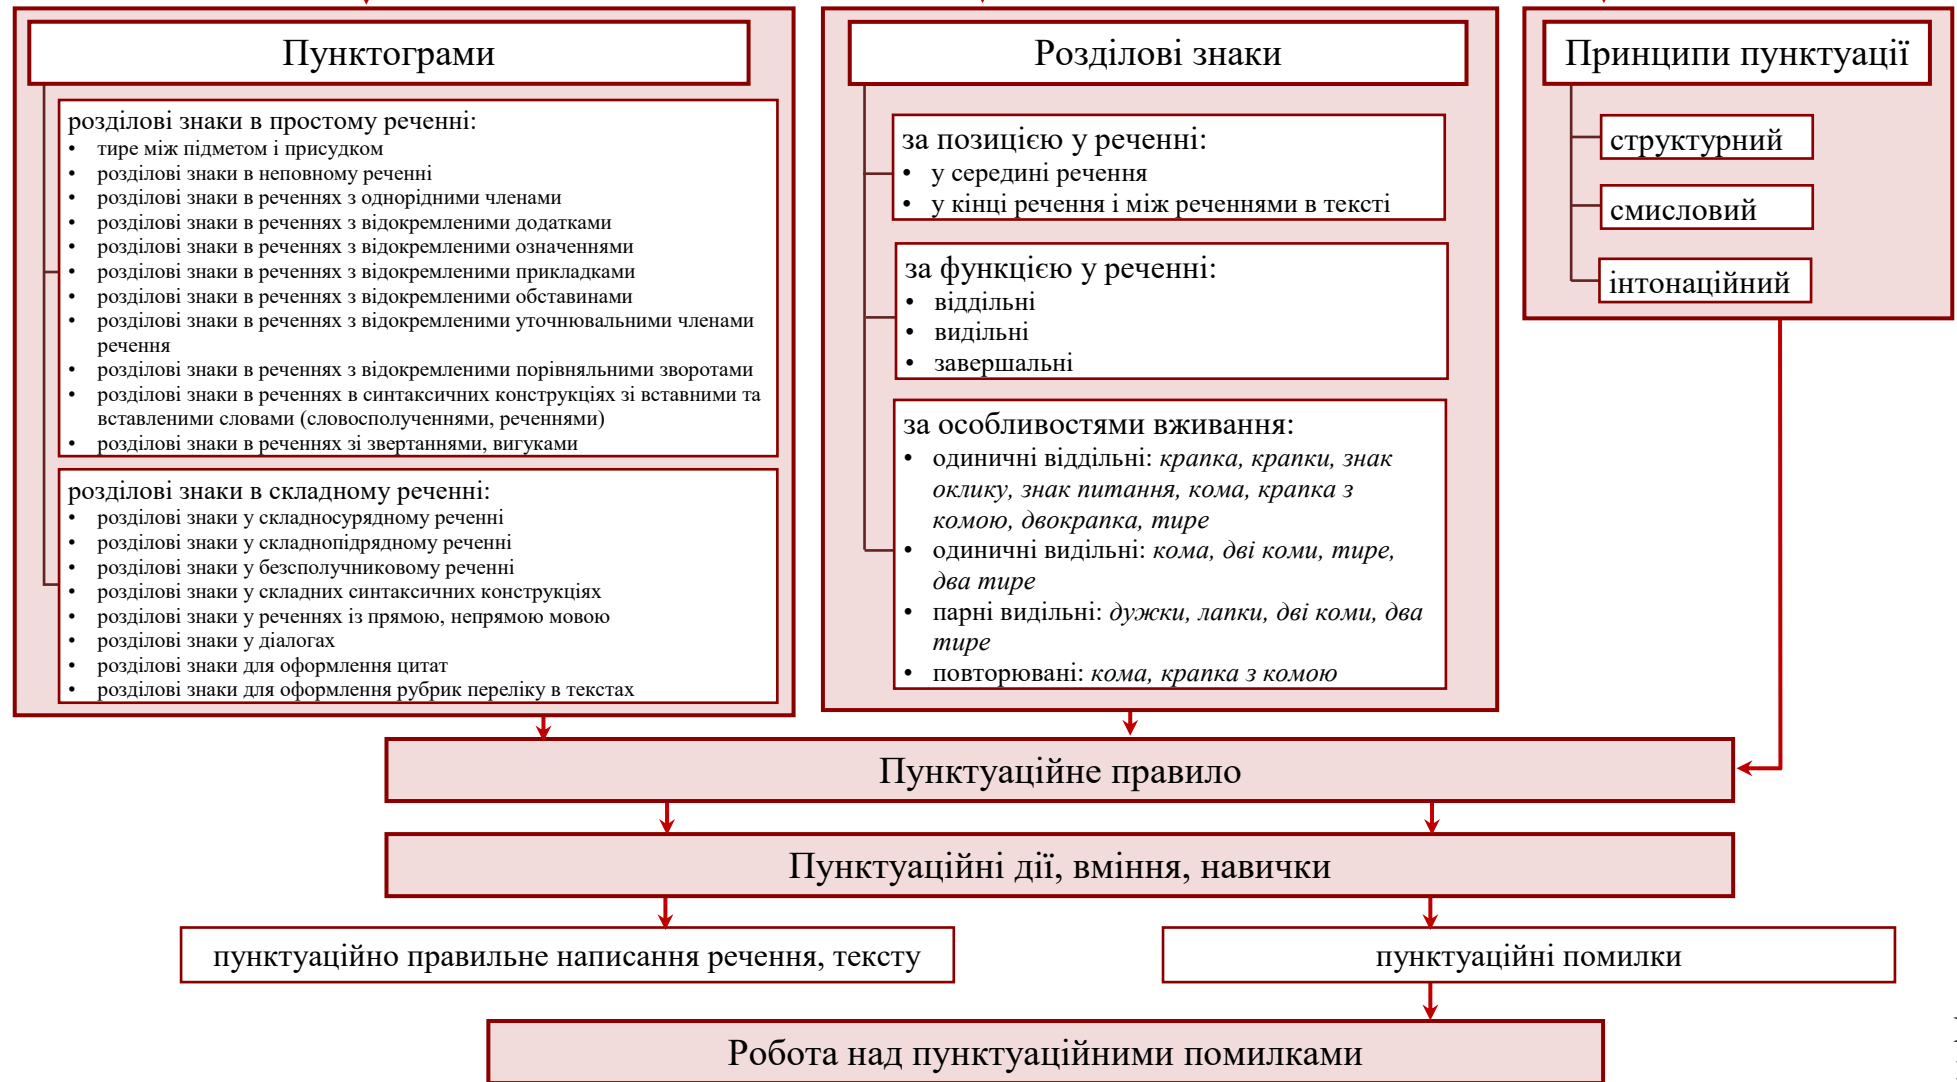 Пунктограми
розділові знаки в простому реченні:
• тире між підметом і присудком
• розділові знаки в неповному реченні
• розділові знаки в реченнях з однорідними членами
• розділові знаки в реченнях з відокремленими додатками
• розділові знаки в реченнях з відокремленими означеннями
• розділові знаки в реченнях з відокремленими прикладками
• розділові знаки в реченнях з відокремленими обставинами
• розділові знаки в реченнях з відокремленими уточнювальними членами
речення
• розділові знаки в реченнях з відокремленими порівняльними зворотами
• розділові знаки в реченнях в синтаксичних конструкціях зі вставними та
вставленими словами (словосполученнями, реченнями)
• розділові знаки в реченнях зі звертаннями, вигуками
розділові знаки в складному реченні:
• розділові знаки у складносурядному реченні
• розділові знаки у складнопідрядному реченні
• розділові знаки у безсполучниковому реченні
• розділові знаки у складних синтаксичних конструкціях
• розділові знаки у реченнях із прямою, непрямою мовою
• розділові знаки у діалогах
• розділові знаки для оформлення цитат
• розділові знаки для оформлення рубрик переліку в текстах
Розділові знаки
за позицією у реченні:
• у середині речення
• у кінці речення і між реченнями в тексті
за функцією у реченні:
• віддільні
• видільні
• завершальні
за особливостями вживання:
• одиничні віддільні: крапка, крапки, знак
оклику, знак питання, кома, крапка з
комою, двокрапка, тире
• одиничні видільні: кома, дві коми, тире,
два тире
• парні видільні: дужки, лапки, дві коми, два
тире
• повторювані: кома, крапка з комою
Принципи пунктуації
структурний
смисловий
інтонаційний
Пунктуаційне правило
Пунктуаційні дії, вміння, навички
пунктуаційно правильне написання речення, тексту
пунктуаційні помилки
Робота над пунктуаційними помилками